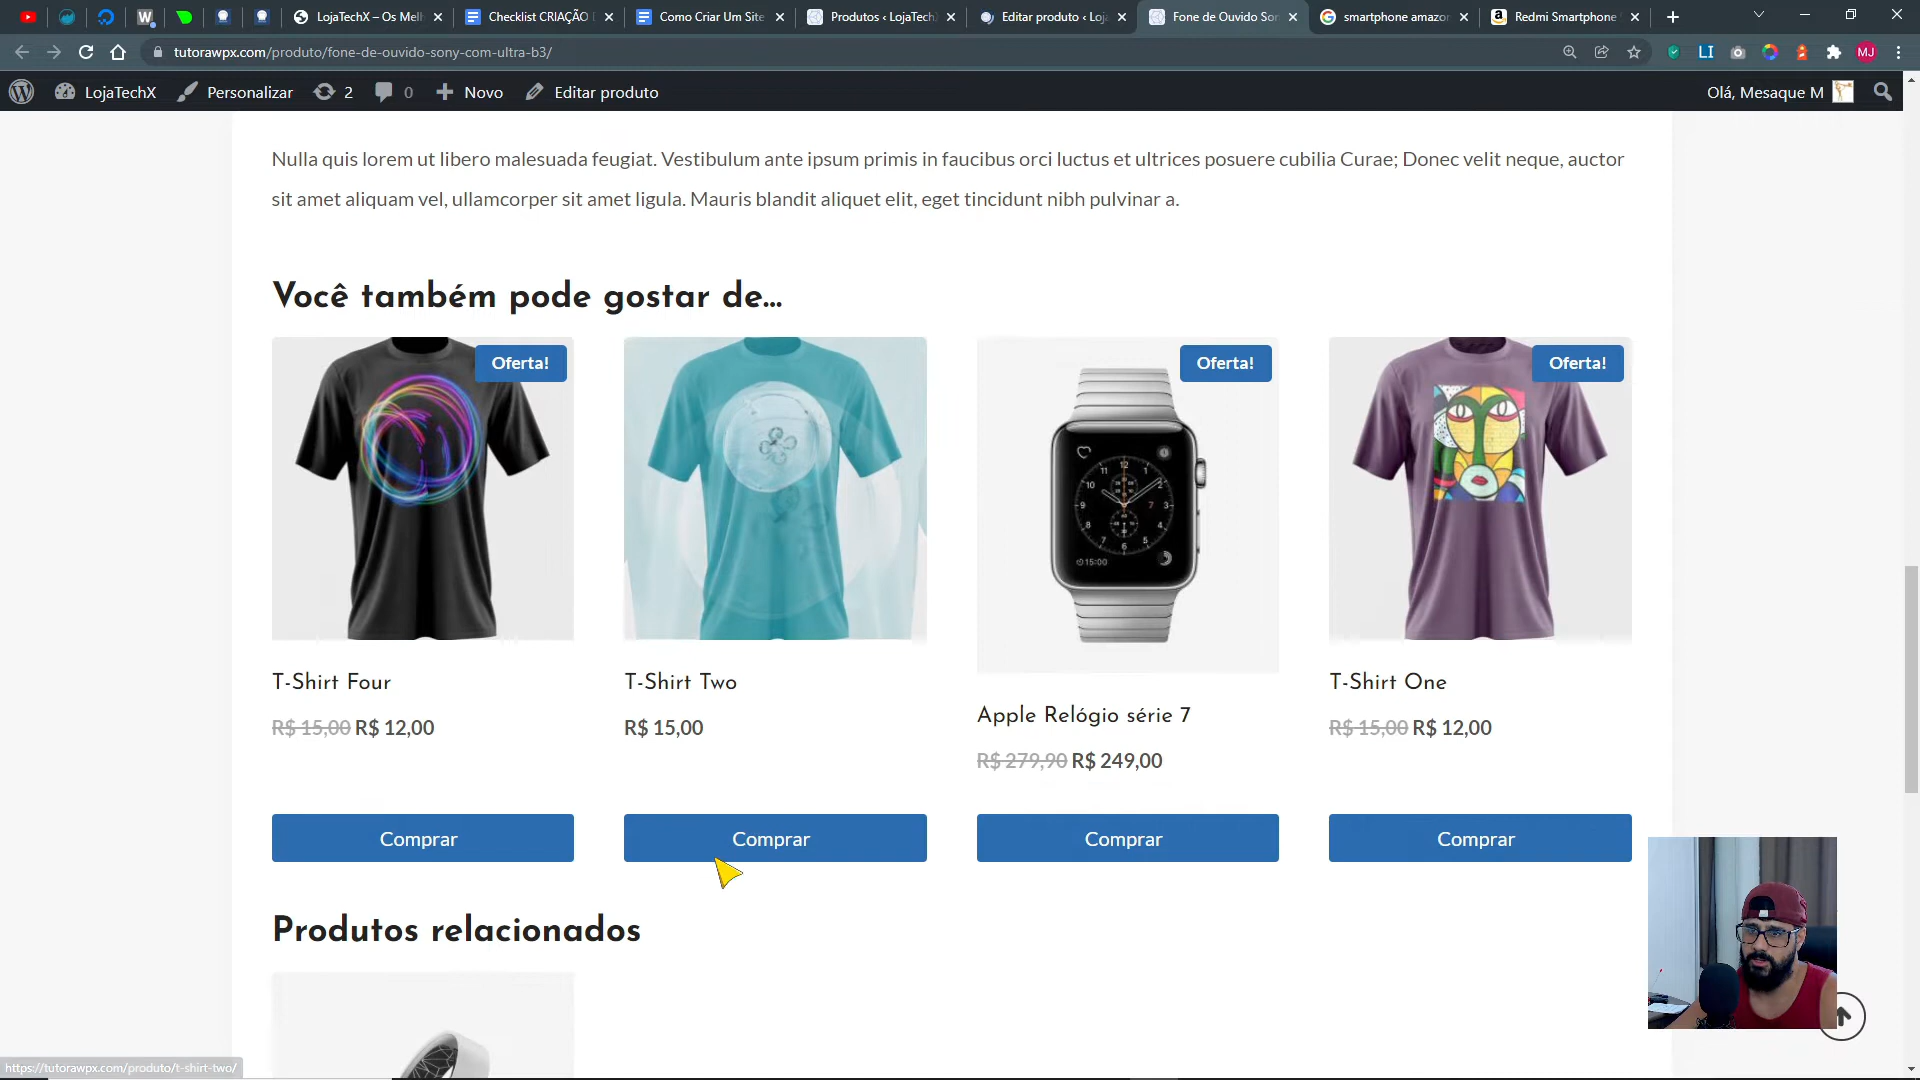 LojaTechX – Os Melh
Checklist CRIAÇÃO D
Como Criar Um Site
Produtos ‹ LojaTechX
Editar produto ‹ Loja
Fone de Ouvido Son
smartphone amazon
Redmi Smartphone
tutorawpx.com/produto/fone-de-ouvido-sony-com-ultra-b3/
LI
MJ
LojaTechX
Personalizar
2
0
Novo
Editar produto
Olá, Mesaque M
Nulla quis lorem ut libero malesuada feugiat. Vestibulum ante ipsum primis in faucibus orci luctus et ultrices posuere cubilia Curae; Donec velit neque, auctor
sit amet aliquam vel, ullamcorper sit amet ligula. Mauris blandit aliquet elit, eget tincidunt nibh pulvinar a.
Você também pode gostar de…
Oferta!
Oferta!
Oferta!
T-Shirt Four
R$ 15,00 R$ 12,00
Comprar
T-Shirt Two
R$ 15,00
Comprar
Apple Relógio série 7
R$ 279,90 R$ 249,00
Comprar
T-Shirt One
R$ 15,00 R$ 12,00
Comprar
Produtos relacionados
https://tutorawpx.com/produto/t-shirt-two/